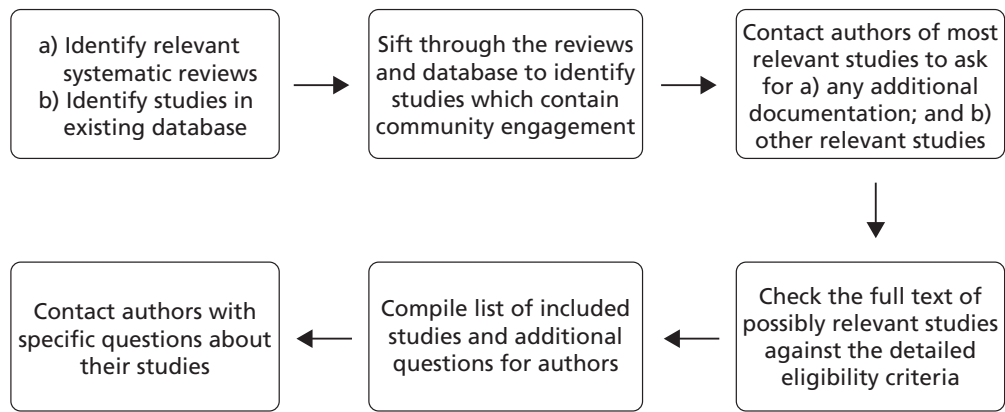 a) Identify relevant
systematic reviews
b) Identify studies in
existing database
Sift through the reviews
and database to identify
studies which contain
community engagement
Contact authors of most
relevant studies to ask
for a) any additional
documentation; and b)
other relevant studies
Check the full text of
possibly relevant studies
against the detailed
eligibility criteria
Compile list of included
studies and additional
questions for authors
Contact authors with
specific questions about
their studies